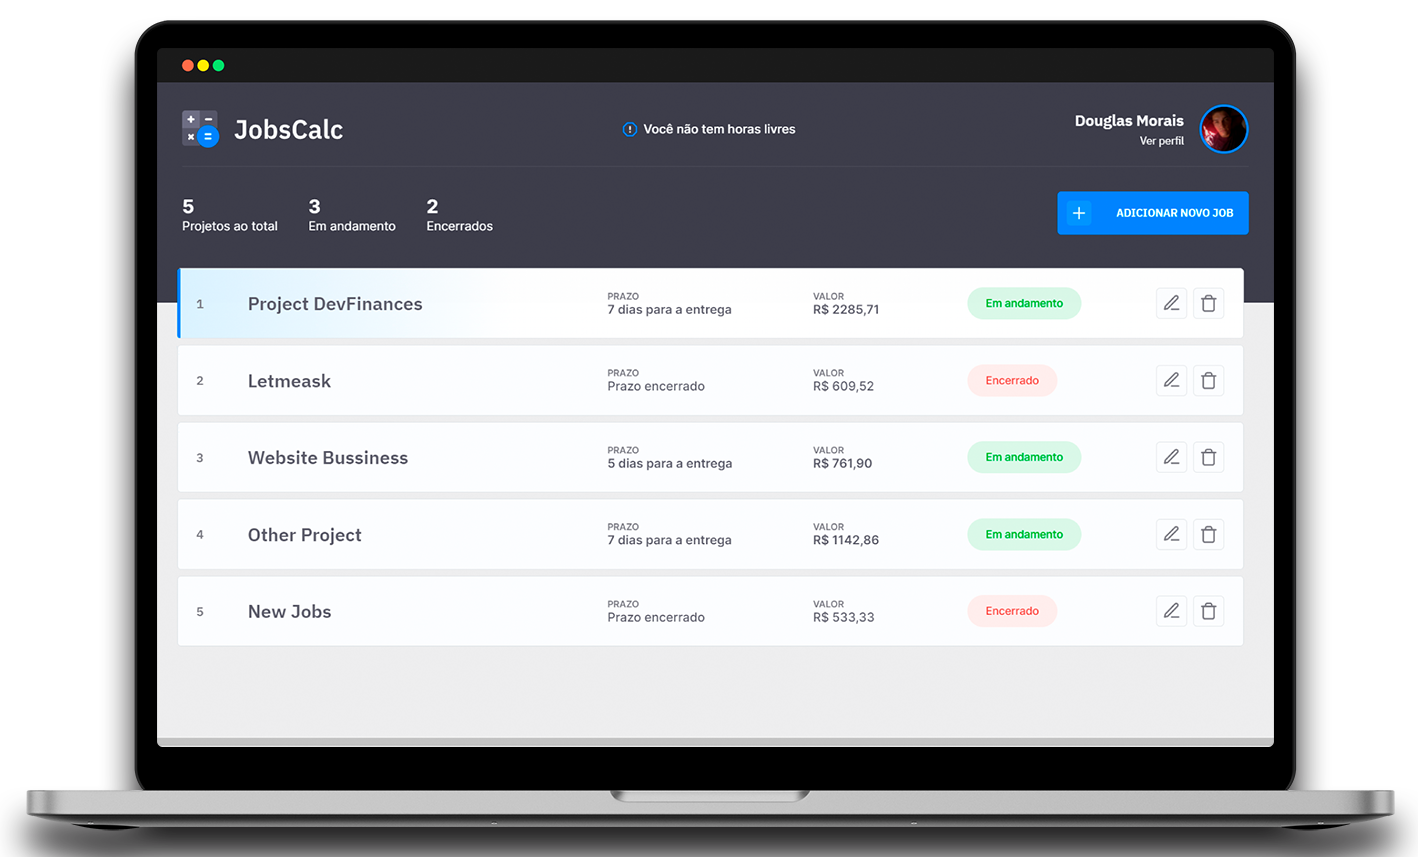 JobsCalc
Você não tem horas livres
Douglas Morais
Ver perfil
5
Projetos ao total
3
Em andamento
2
Encerrados
ADICIONAR NOVO JOB
1
Project DevFinances
PRAZO
7 dias para a entrega
VALOR
R$ 2285,71
Em andamento
2
Letmeask
PRAZO
Prazo encerrado
VALOR
R$ 609,52
Encerrado
3
Website Bussiness
PRAZO
5 dias para a entrega
VALOR
R$ 761,90
Em andamento
4
Other Project
PRAZO
7 dias para a entrega
VALOR
R$ 1142,86
Em andamento
5
New Jobs
PRAZO
Prazo encerrado
VALOR
R$ 533,33
Encerrado